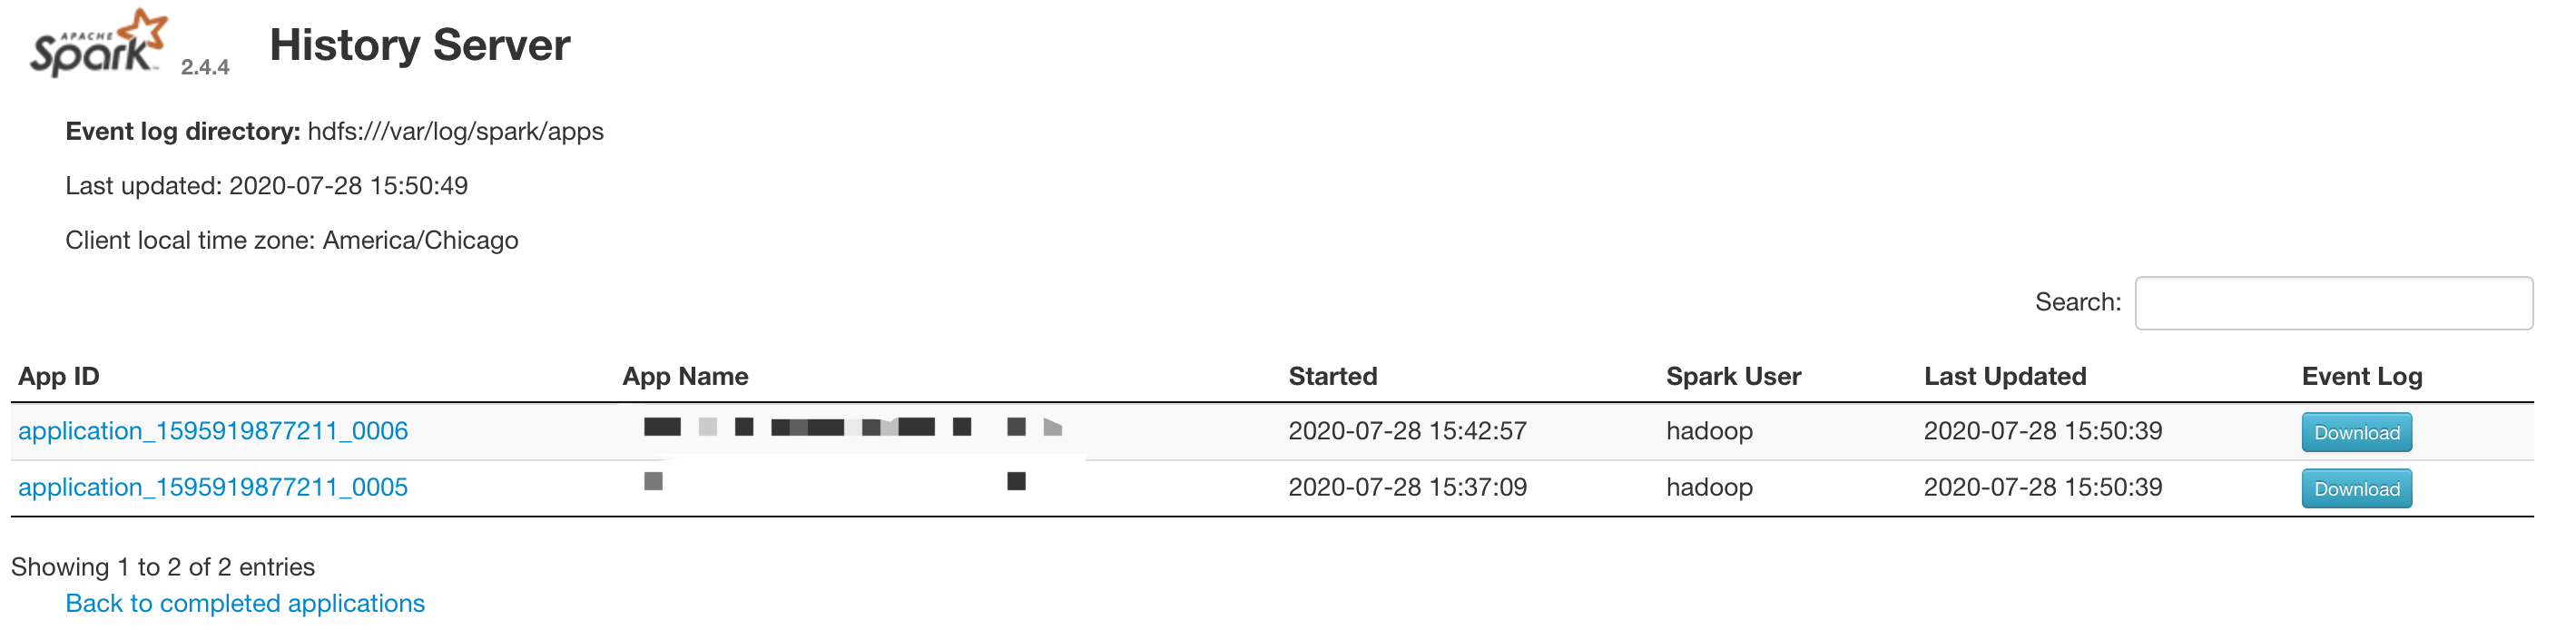 APACHE
Spark 2.4.4 History Server
Event log directory: hdfs:///var/log/spark/apps
Last updated: 2020-07-28 15:50:49
Client local time zone: America/Chicago
Search:
App ID App Name Started Spark User Last Updated Event Log
application_1595919877211_0006 2020-07-28 15:42:57 hadoop 2020-07-28 15:50:39 Download
application_1595919877211_0005 2020-07-28 15:37:09 hadoop 2020-07-28 15:50:39 Download
Showing 1 to 2 of 2 entries
Back to completed applications